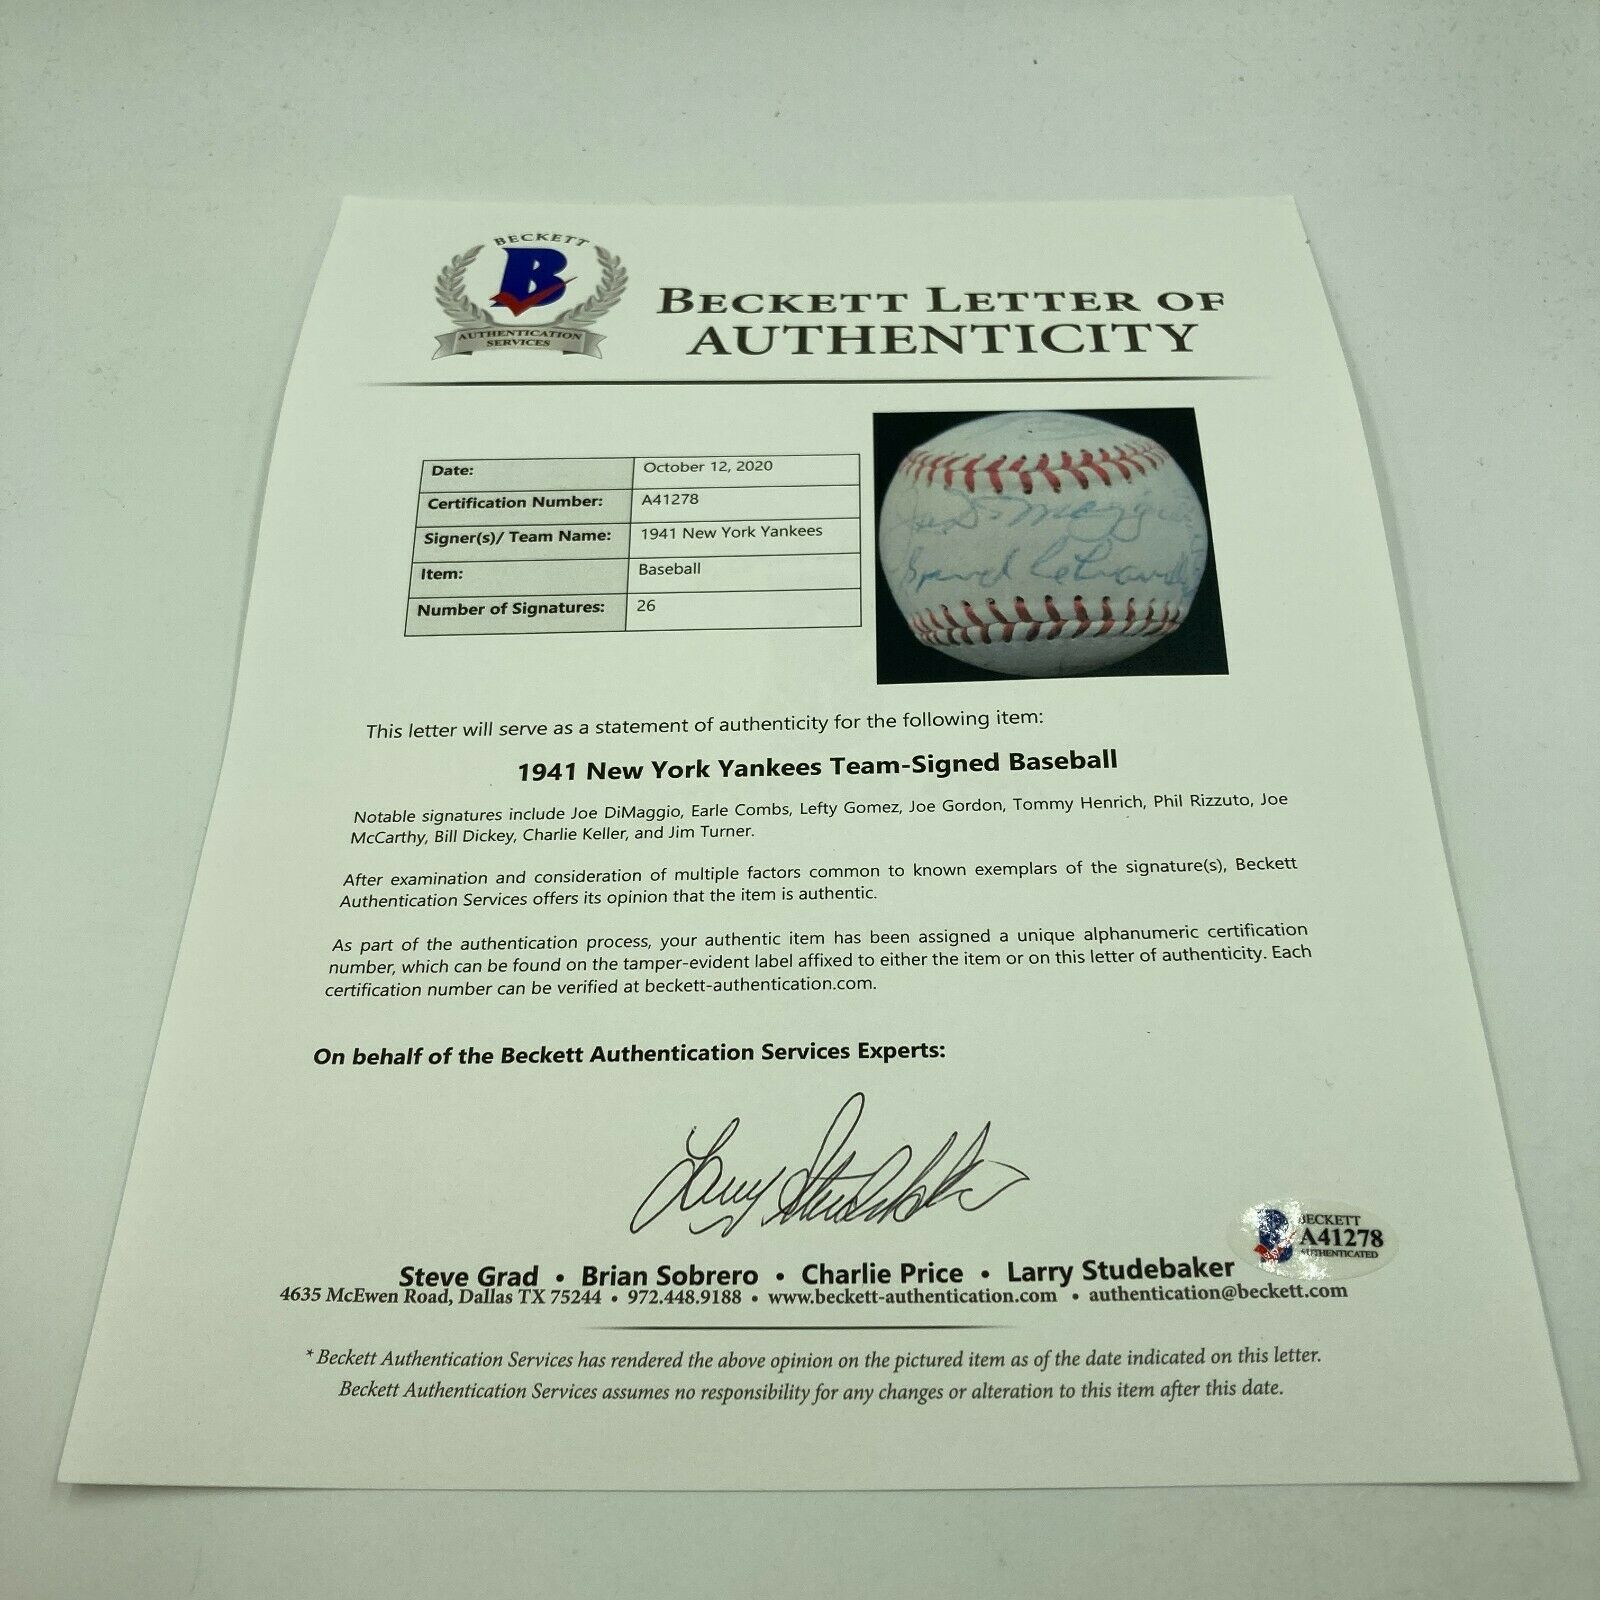 BECKETT
B
AUTHENTICATION
SERVICES
BECKETT LETTER OF
AUTHENTICITY
Date: October 12, 2020
Certification Number: A41278
Signer(s)/ Team Name: 1941 New York Yankees
Item: Baseball
Number of Signatures: 26
Joe DiMaggio
This letter will serve as a statement of authenticity for the following item:
1941 New York Yankees Team-Signed Baseball
Notable signatures include Joe DiMaggio, Earle Combs, Lefty Gomez, Joe Gordon, Tommy Henrich, Phil Rizzuto, Joe
McCarthy, Bill Dickey, Charlie Keller, and Jim Turner.
After examination and consideration of multiple factors common to known exemplars of the signature(s), Beckett
Authentication Services offers its opinion that the item is authentic.
As part of the authentication process, your authentic item has been assigned a unique alphanumeric certification
number, which can be found on the tamper-evident label affixed to either the item or on this letter of authenticity. Each
certification number can be verified at beckett-authentication.com.
On behalf of the Beckett Authentication Services Experts:
Larry Studebaker
BECKETT
A41278
AUTHENTICATED
Steve Grad • Brian Sobrero • Charlie Price • Larry Studebaker
4635 McEwen Road, Dallas TX 75244 • 972.448.9188 • www.beckett-authentication.com • authentication@beckett.com
* Beckett Authentication Services has rendered the above opinion on the pictured item as of the date indicated on this letter.
Beckett Authentication Services assumes no responsibility for any changes or alteration to this item after this date.